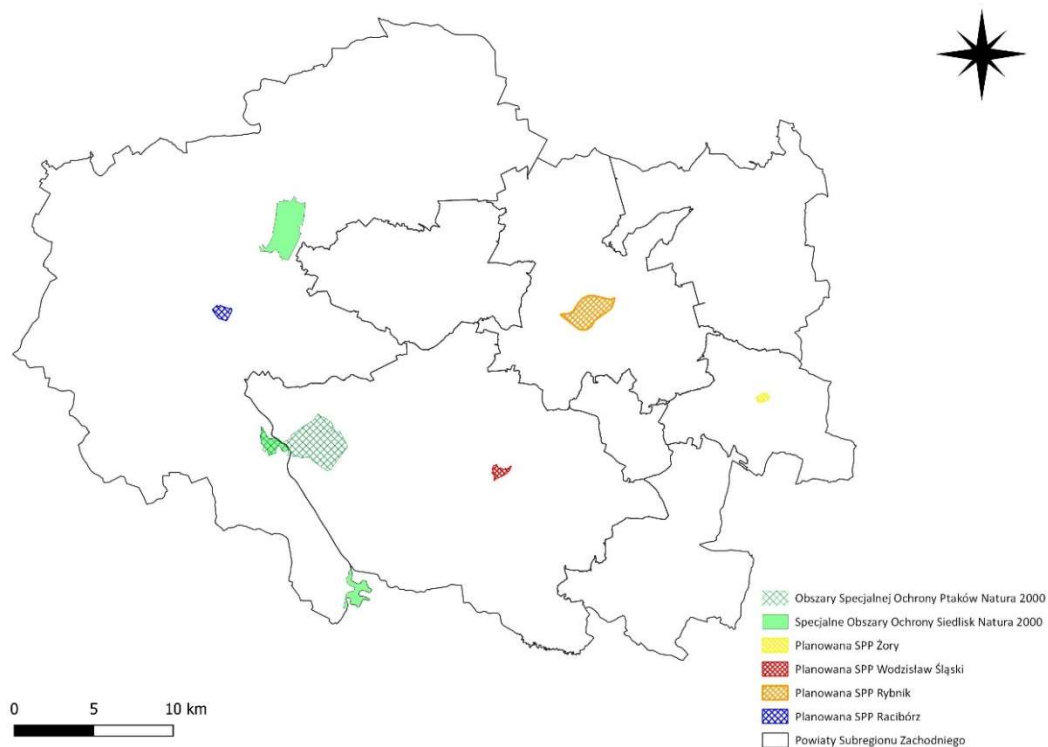 Obszary Specjalnej Ochrony Ptaków Natura 2000
Specjalne Obszary Ochrony Siedlisk Natura 2000
Planowana SPP Żory
Planowana SPP Wodzisław Śląski
Planowana SPP Rybnik
Planowana SPP Racibórz
Powiaty Subregionu Zachodniego
0 5 10 km